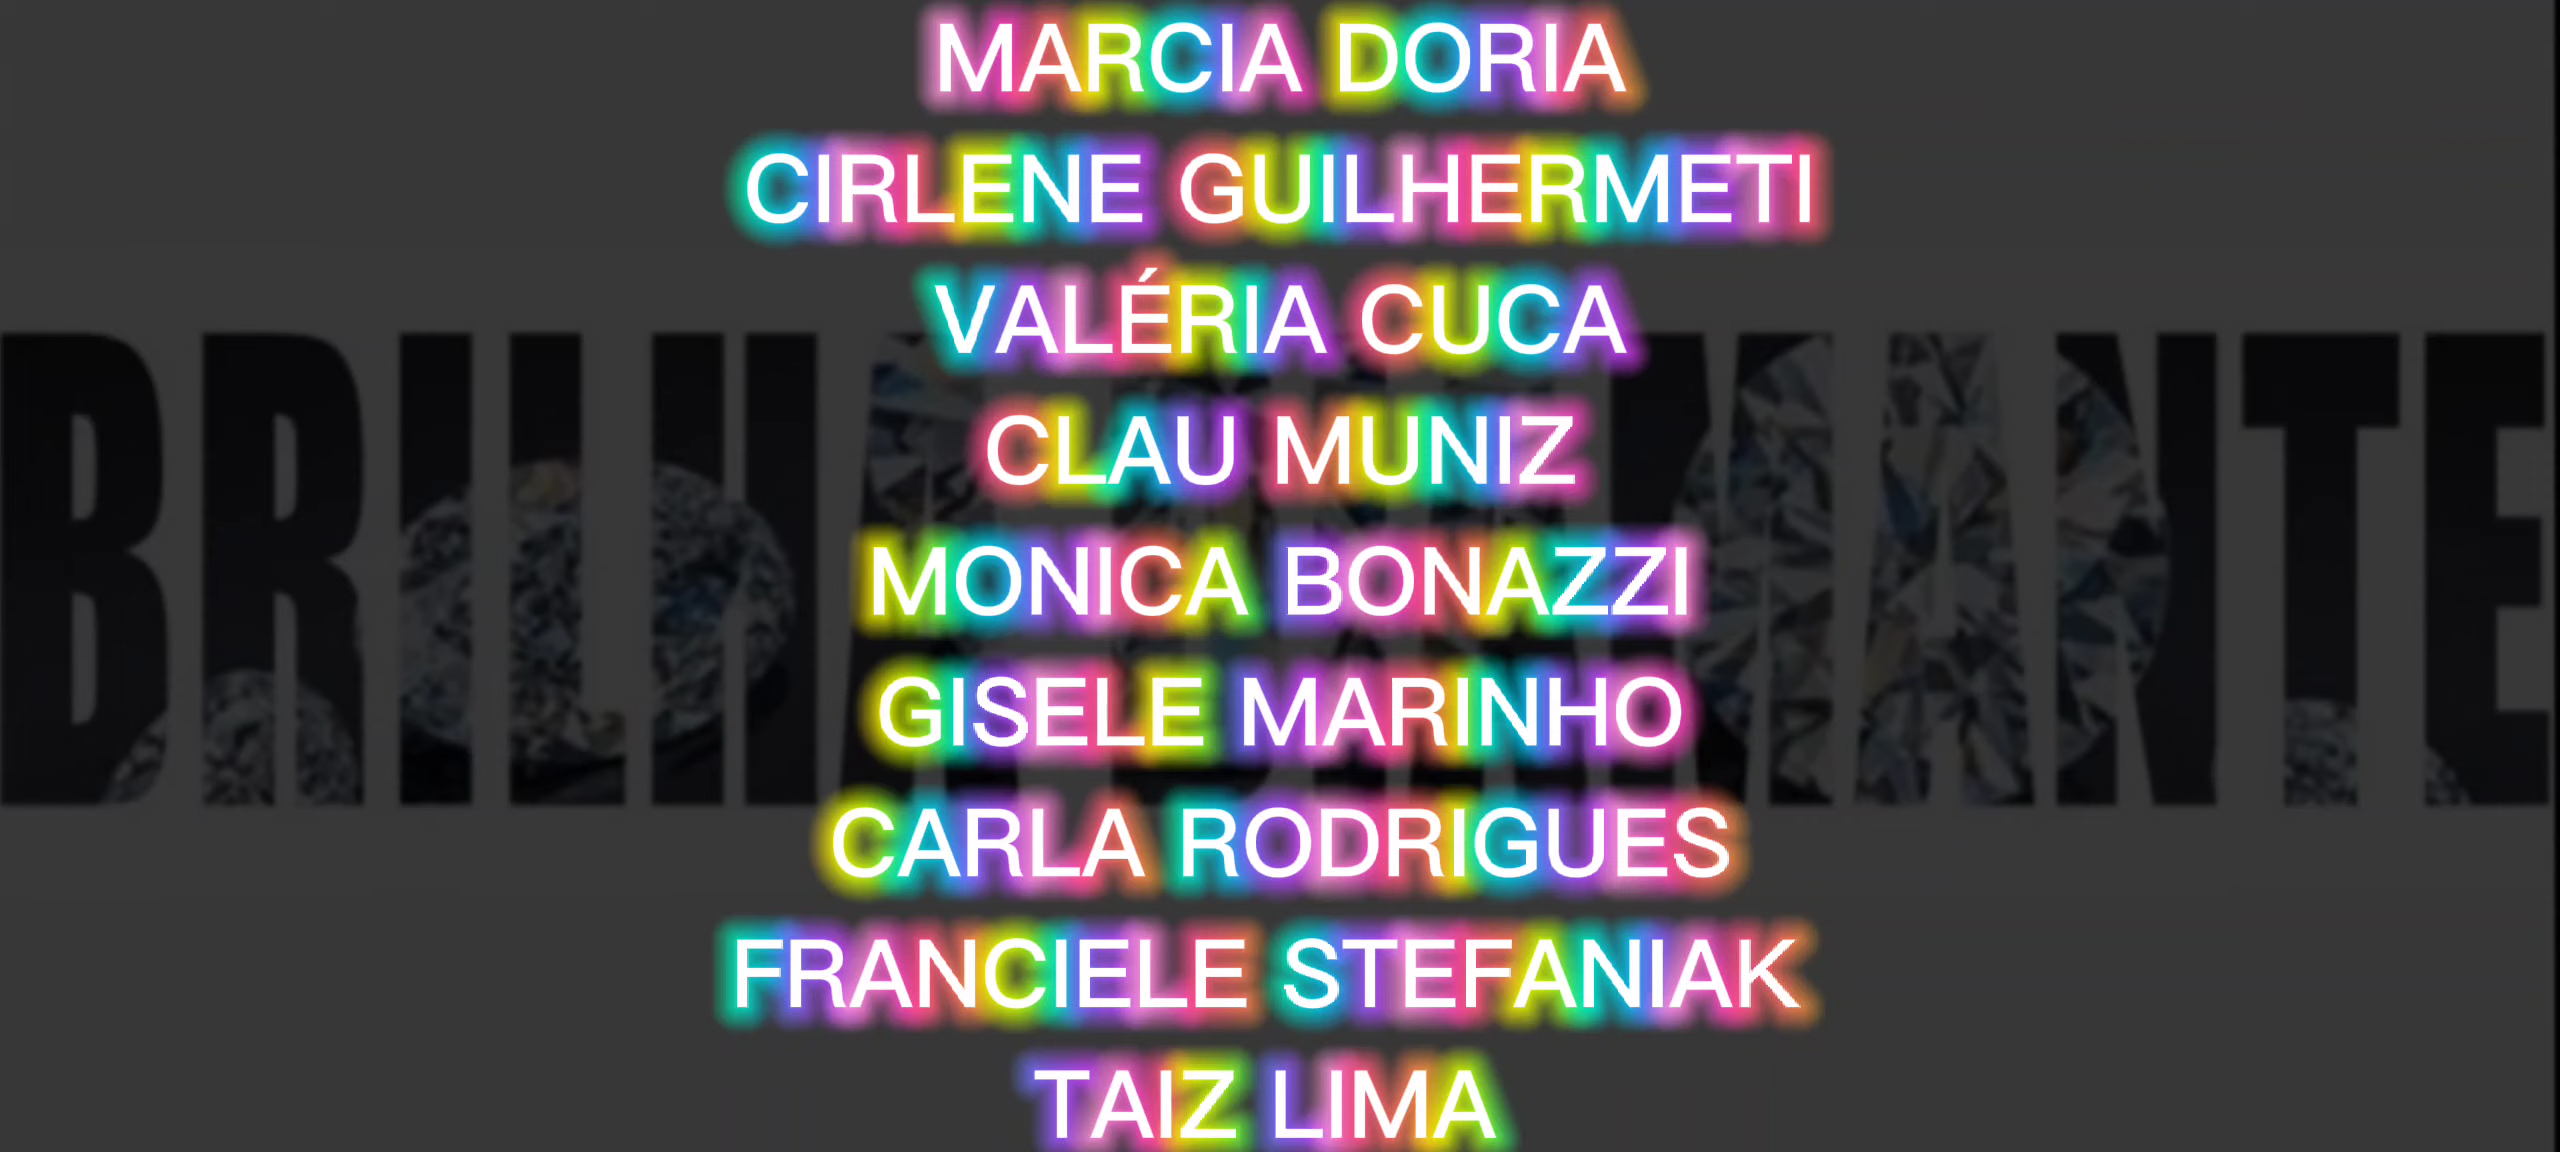 MARCIA DORIA
CIRLENE GUILHERMETI
VALÉRIA CUCA
CLAU MUNIZ
MONICA BONAZZI
GISELE MARINHO
CARLA RODRIGUES
FRANCIELE STEFANIAK
TAIZ LIMA